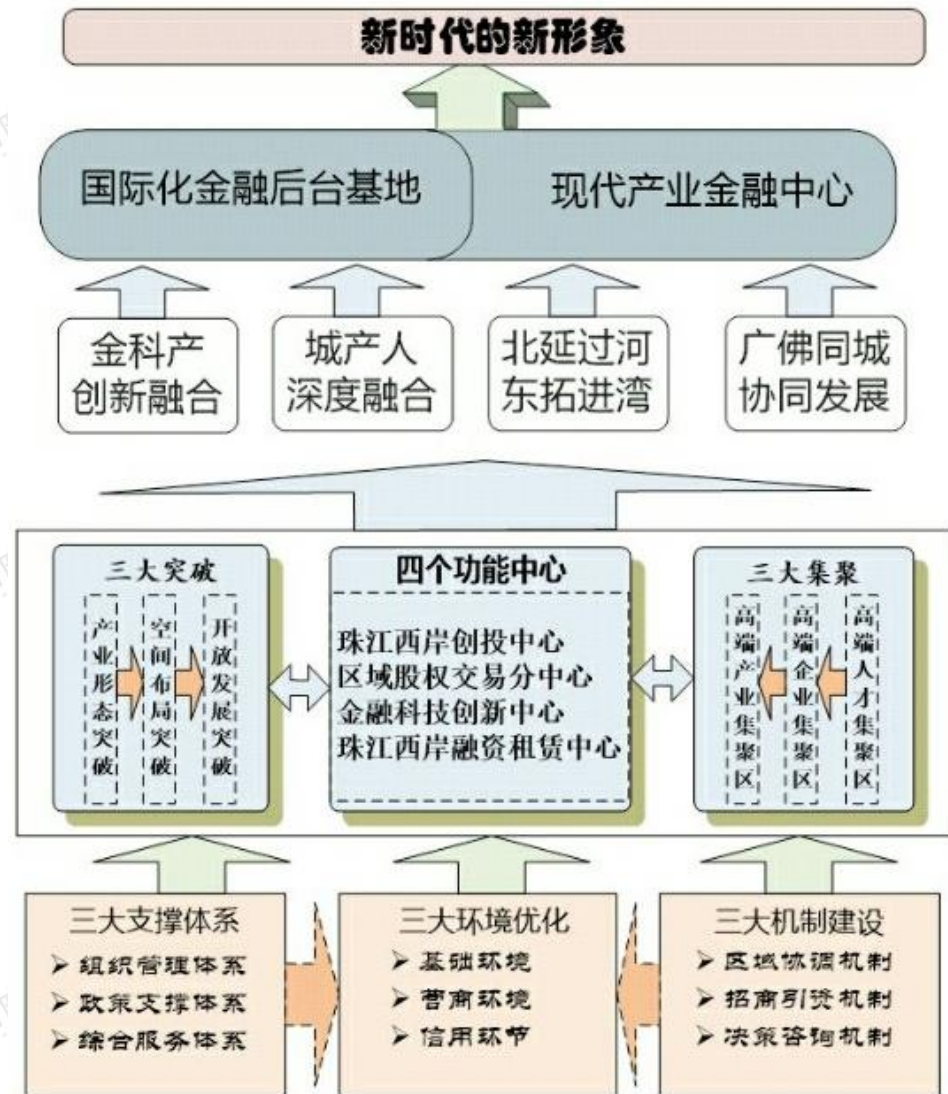 新时代的新形象
国际化金融后台基地
现代产业金融中心
金科产
创新融合
城产人
深度融合
北延过河
东拓进湾
广佛同城
协同发展
三大突破
产业形态突破
空间布局突破
开放发展突破
四个功能中心
珠江西岸创投中心
区域股权交易分中心
金融科技创新中心
珠江西岸融资租赁中心
三大集聚
高端产业集聚区
高端企业集聚区
高端人才集聚区
三大支撑体系
➢ 组织管理体系
➢ 政策支撑体系
➢ 综合服务体系
三大环境优化
➢ 基础环境
➢ 营商环境
➢ 信用环节
三大机制建设
➢ 区域协调机制
➢ 招商引资机制
➢ 决策咨询机制